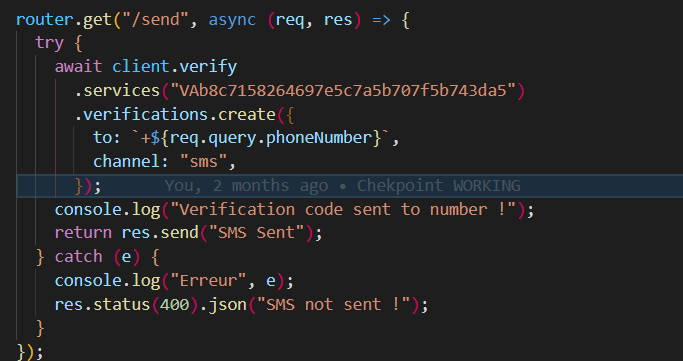 router.get("/send", async (req, res) => {
try {
await client.verify
.services("VAb8c7158264697e5c7a5b707f5b743da5")
.verifications.create({
to: `+${req.query.phoneNumber}`,
channel: "sms",
}); You, 2 months ago • Chekpoint WORKING
console.log("Verification code sent to number !");
return res.send("SMS Sent");
} catch (e) {
console.log("Erreur", e);
res.status(400).json("SMS not sent !");
}
});